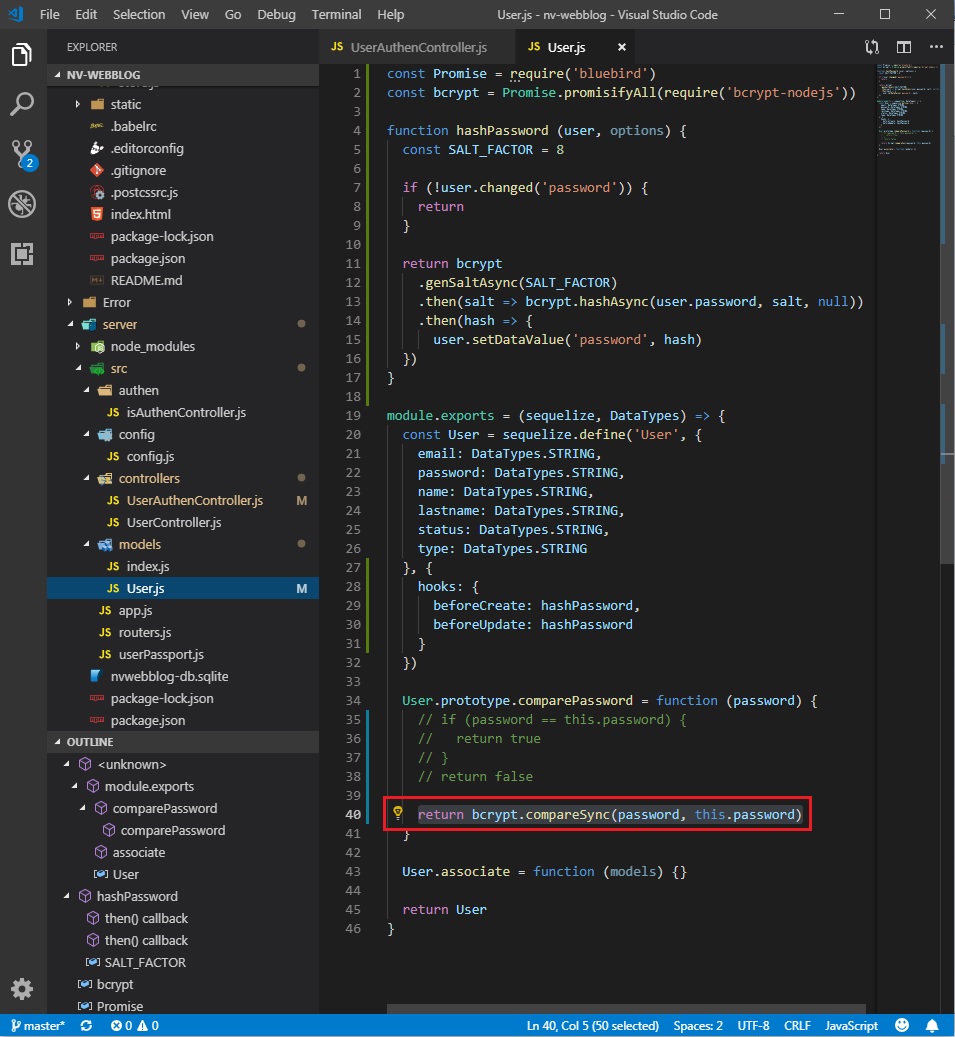 File Edit Selection View Go Debug Terminal Help User.js - nv-webblog - Visual Studio Code
EXPLORER
NV-WEBBLOG
static
.babelrc
.editorconfig
.gitignore
.postcssrc.js
index.html
package-lock.json
package.json
README.md
Error
server
node_modules
src
authen
JS isAuthenController.js
config
JS config.js
controllers
JS UserAuthenController.js M
JS UserController.js
models
JS index.js
JS User.js M
JS app.js
JS routers.js
JS userPassport.js
nvwebblog-db.sqlite
package-lock.json
package.json
OUTLINE
<unknown>
module.exports
comparePassword
comparePassword
associate
User
hashPassword
then() callback
then() callback
SALT_FACTOR
bcrypt
Promise
2
JS UserAuthenController.js JS User.js ×
1 const Promise = require('bluebird')
2 const bcrypt = Promise.promisifyAll(require('bcrypt-nodejs'))
3
4 function hashPassword (user, options) {
5 const SALT_FACTOR = 8
6
7 if (!user.changed('password')) {
8 return
9 }
10
11 return bcrypt
12 .genSaltAsync(SALT_FACTOR)
13 .then(salt => bcrypt.hashAsync(user.password, salt, null))
14 .then(hash => {
15 user.setDataValue('password', hash)
16 })
17 }
18
19 module.exports = (sequelize, DataTypes) => {
20 const User = sequelize.define('User', {
21 email: DataTypes.STRING,
22 password: DataTypes.STRING,
23 name: DataTypes.STRING,
24 lastname: DataTypes.STRING,
25 status: DataTypes.STRING,
26 type: DataTypes.STRING
27 }, {
28 hooks: {
29 beforeCreate: hashPassword,
30 beforeUpdate: hashPassword
31 }
32 })
33
34 User.prototype.comparePassword = function (password) {
35 // if (password == this.password) {
36 // return true
37 // }
38 // return false
39
40 return bcrypt.compareSync(password, this.password)
41 }
42
43 User.associate = function (models) {}
44
45 return User
46 }
master* 0 0 Ln 40, Col 5 (50 selected) Spaces: 2 UTF-8 CRLF JavaScript